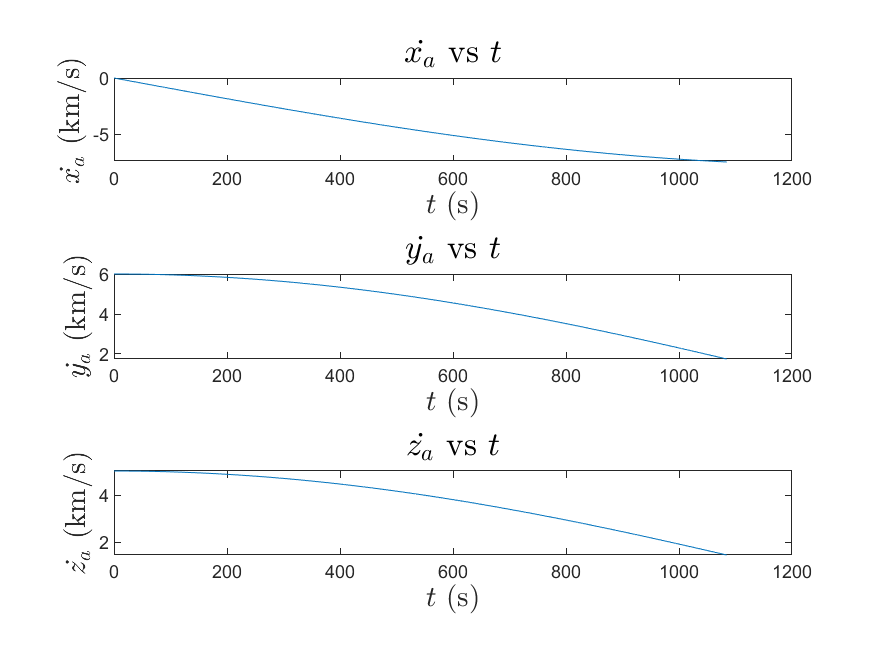 ẋₐ vs t
ẋₐ (km/s)
0
-5
0 200 400 600 800 1000 1200
t (s)
ẏₐ vs t
ẏₐ (km/s)
6
4
2
0 200 400 600 800 1000 1200
t (s)
żₐ vs t
żₐ (km/s)
4
2
0 200 400 600 800 1000 1200
t (s)